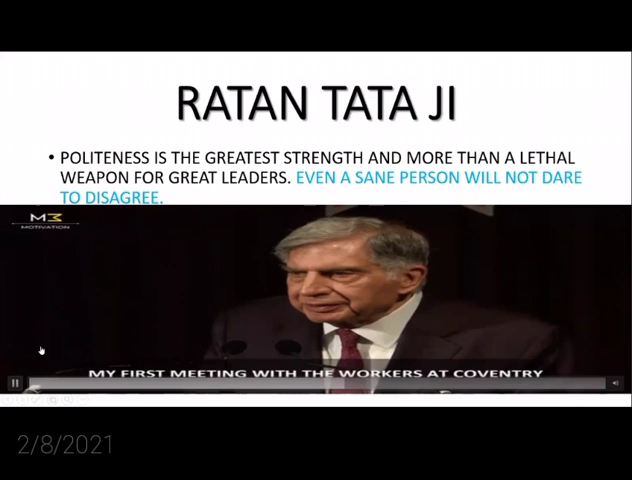 RATAN TATA JI
• POLITENESS IS THE GREATEST STRENGTH AND MORE THAN A LETHAL
WEAPON FOR GREAT LEADERS. EVEN A SANE PERSON WILL NOT DARE
TO DISAGREE.
M3
MOTIVATION
MY FIRST MEETING WITH THE WORKERS AT COVENTRY
2/8/2021